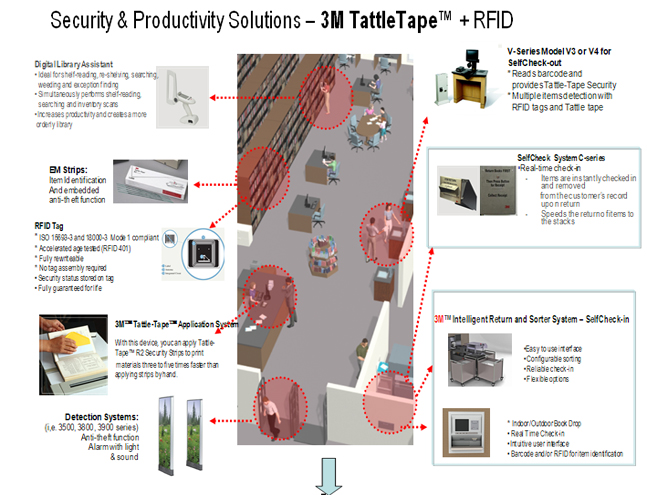 Security & Productivity Solutions – 3M TattleTape™ + RFID
Digital Library Assistant
• Ideal for shelf-reading, re-shelving, searching,
weeding and exception finding
• Simultaneously performs shelf-reading,
searching and inventory scans
• Increases productivity and creates a more
orderly library
EM Strips:
Item Identification
And embedded
anti-theft function
RFID Tag
* ISO 15693-3 and 18000-3 Mode 1 compliant
* Accelerated age tested (RFID 401)
* Fully rewriteable
* No tag assembly required
• Security status stored on tag
• Fully guaranteed for life
3M™ Tattle-Tape™ Application System
With this device, you can apply Tattle-
Tape™ R2 Security Strips to print
materials three to five times faster than
applying strips by hand.
Detection Systems:
(i.e. 3500, 3800, 3900 series)
Anti-theft function
Alarm with light
& sound
V-Series Model V3 or V4 for
SelfCheck-out
* Reads barcode and
provides Tattle-Tape Security
* Multiple items detection with
RFID tags and Tattle tape
SelfCheck System C-series
•Real-time check-in
- Items are instantly checked in
and removed
from the customer's record
upon return
- Speeds the return of items to
the stacks
3M™ Intelligent Return and Sorter System – SelfCheck-in
•Easy to use interface
•Configurable sorting
•Reliable check-in
•Flexible options
* Indoor/Outdoor Book Drop
• Real Time Check-in
• Intuitive user interface
• Barcode and/or RFID for item identification